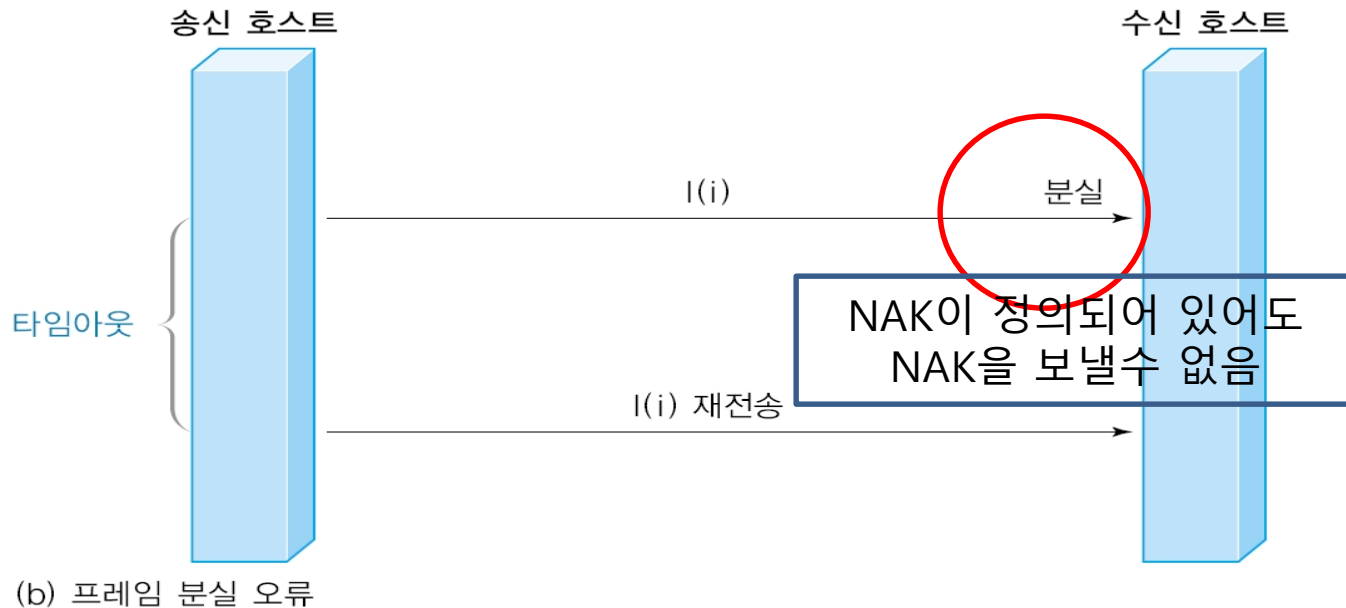 송신 호스트
수신 호스트
I(i)
분실
타임아웃
NAK이 정의되어 있어도
NAK을 보낼수 없음
I(i) 재전송
(b) 프레임 분실 오류